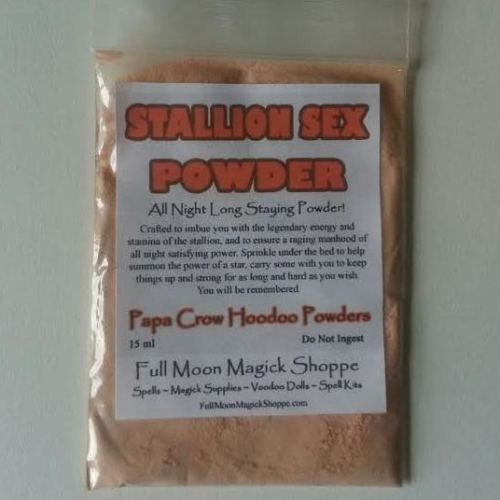 STALLION SEX
POWDER
All Night Long Staying Powder!
Crafted to imbue you with the legendary energy and
stamina of the stallion, and to ensure a raging manhood of
all night satisfying power. Sprinkle under the bed to help
summon the power of a star, carry some with you to keep
things up and strong for as long and hard as you wish.
You will be remembered.
Papa Crow Hoodoo Powders
15 ml Do Not Ingest
Full Moon Magick Shoppe
Spells ~ Magick Supplies ~ Voodoo Dolls ~ Spell Kits
FullMoonMagickShoppe.com